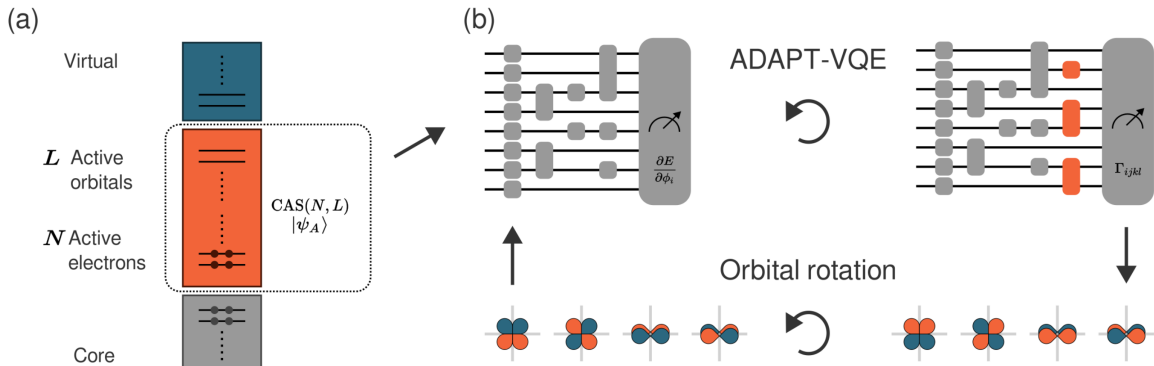 (a)
Virtual
L Active
orbitals
N Active
electrons
Core
CAS(N, L)
|ψ_A⟩
(b)
ADAPT-VQE
∂E
∂ϕ_i
Γ_ijkl
Orbital rotation